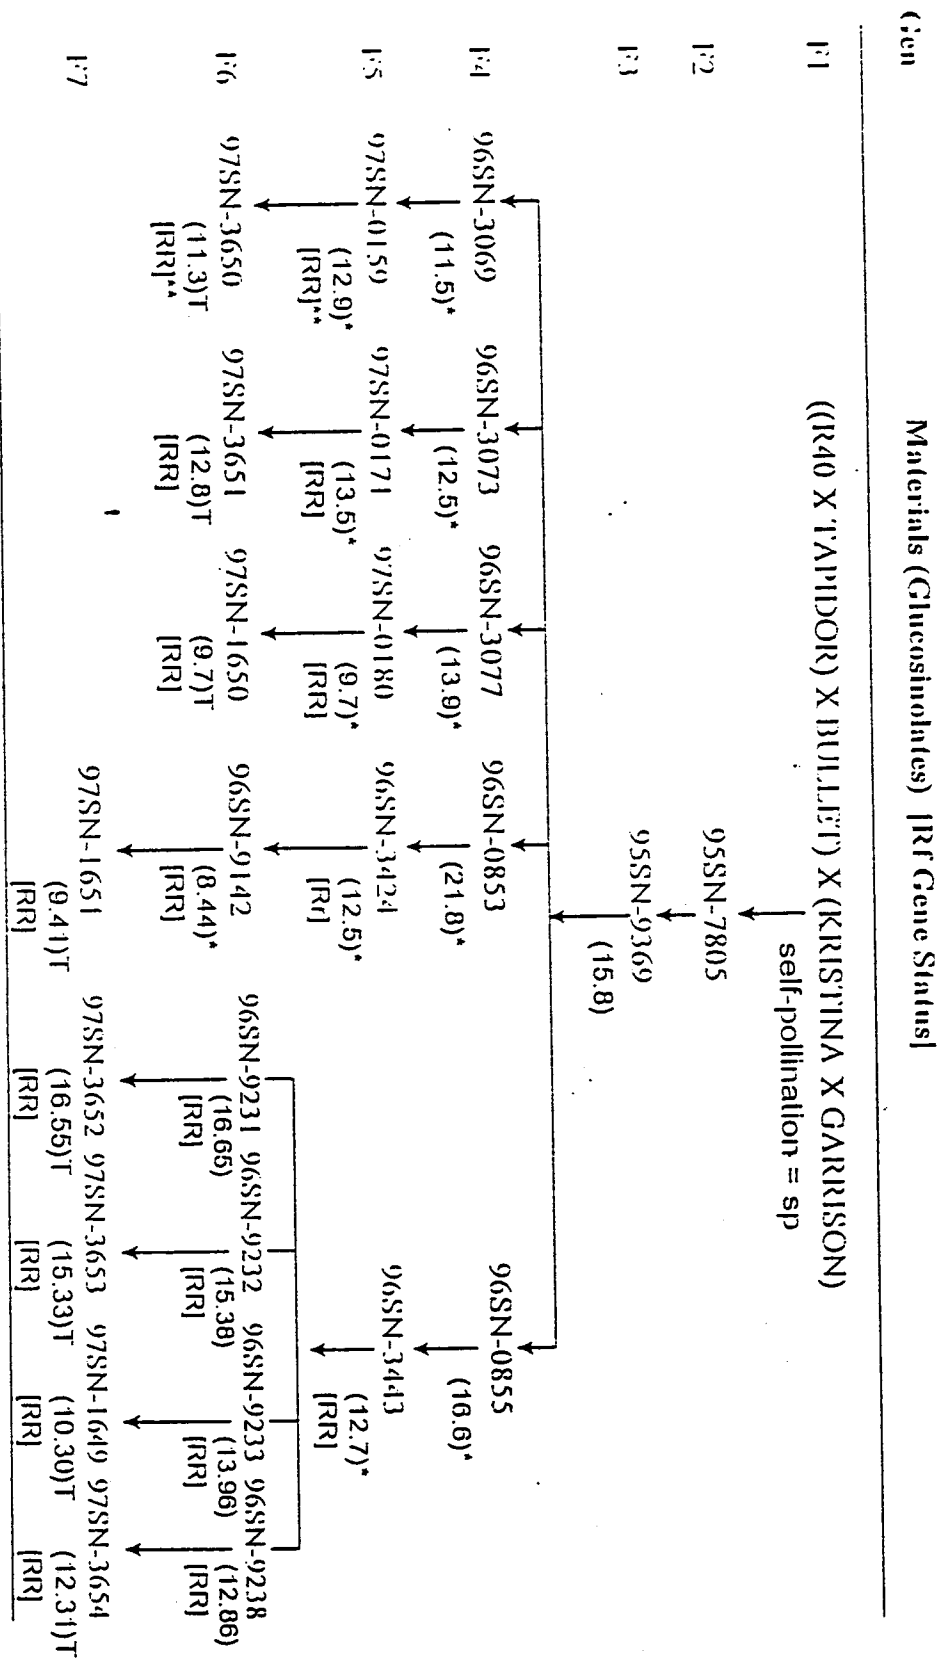 Gen Materials (Glucosinolates) [Rf Gene Status]
F1 ((R40 X TAPIDOR) X BULLET) X (KRISTINA X GARRISON)
self-pollination = sp
F2 95SN-7805
F3 95SN-9369
(15.8)
F4 96SN-3069 96SN-3073 96SN-3077 96SN-0853 96SN-0855
(11.5)* (12.5)* (13.9)* (21.8)* (16.6)*
F5 97SN-0159 97SN-0171 97SN-0180 96SN-3424 96SN-3443
(12.9)* (13.5)* (9.7)* (12.5)* (12.7)*
[RR]** [RR] [RR] [Rr] [RR]
F6 97SN-3650 97SN-3651 97SN-1650 96SN-9142 96SN-9231 96SN-9232 96SN-9233 96SN-9238
(11.3)T (12.8)T (9.7)T (8.44)* (16.65) (15.38) (13.96) (12.86)
[RR]** [RR] [RR] [RR] [RR] [RR] [RR] [RR]
F7 97SN-1651 97SN-3652 97SN-3653 97SN-1649 97SN-3654
(9.41)T (16.55)T (15.33)T (10.30)T (12.31)T
[RR] [RR] [RR] [RR] [RR]